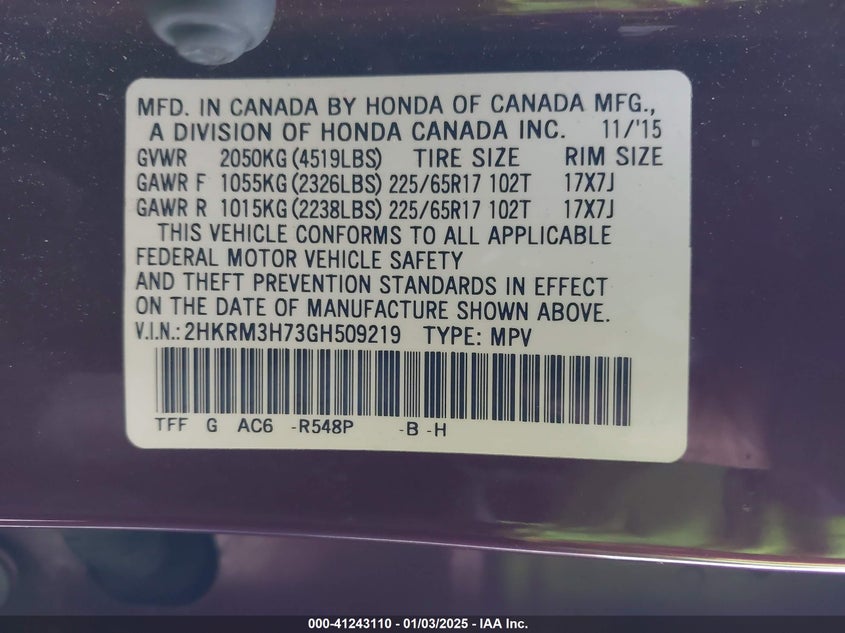 MFD. IN CANADA BY HONDA OF CANADA MFG.,
A DIVISION OF HONDA CANADA INC. 11/'15
GVWR 2050KG (4519LBS) TIRE SIZE RIM SIZE
GAWR F 1055KG (2326LBS) 225/65R17 102T 17X7J
GAWR R 1015KG (2238LBS) 225/65R17 102T 17X7J
THIS VEHICLE CONFORMS TO ALL APPLICABLE
FEDERAL MOTOR VEHICLE SAFETY
AND THEFT PREVENTION STANDARDS IN EFFECT
ON THE DATE OF MANUFACTURE SHOWN ABOVE.
V.I.N.: 2HKRM3H73GH509219 TYPE: MPV
TFF G AC6 -R548P -B -H
000-41243110 - 01/03/2025 - IAA Inc.